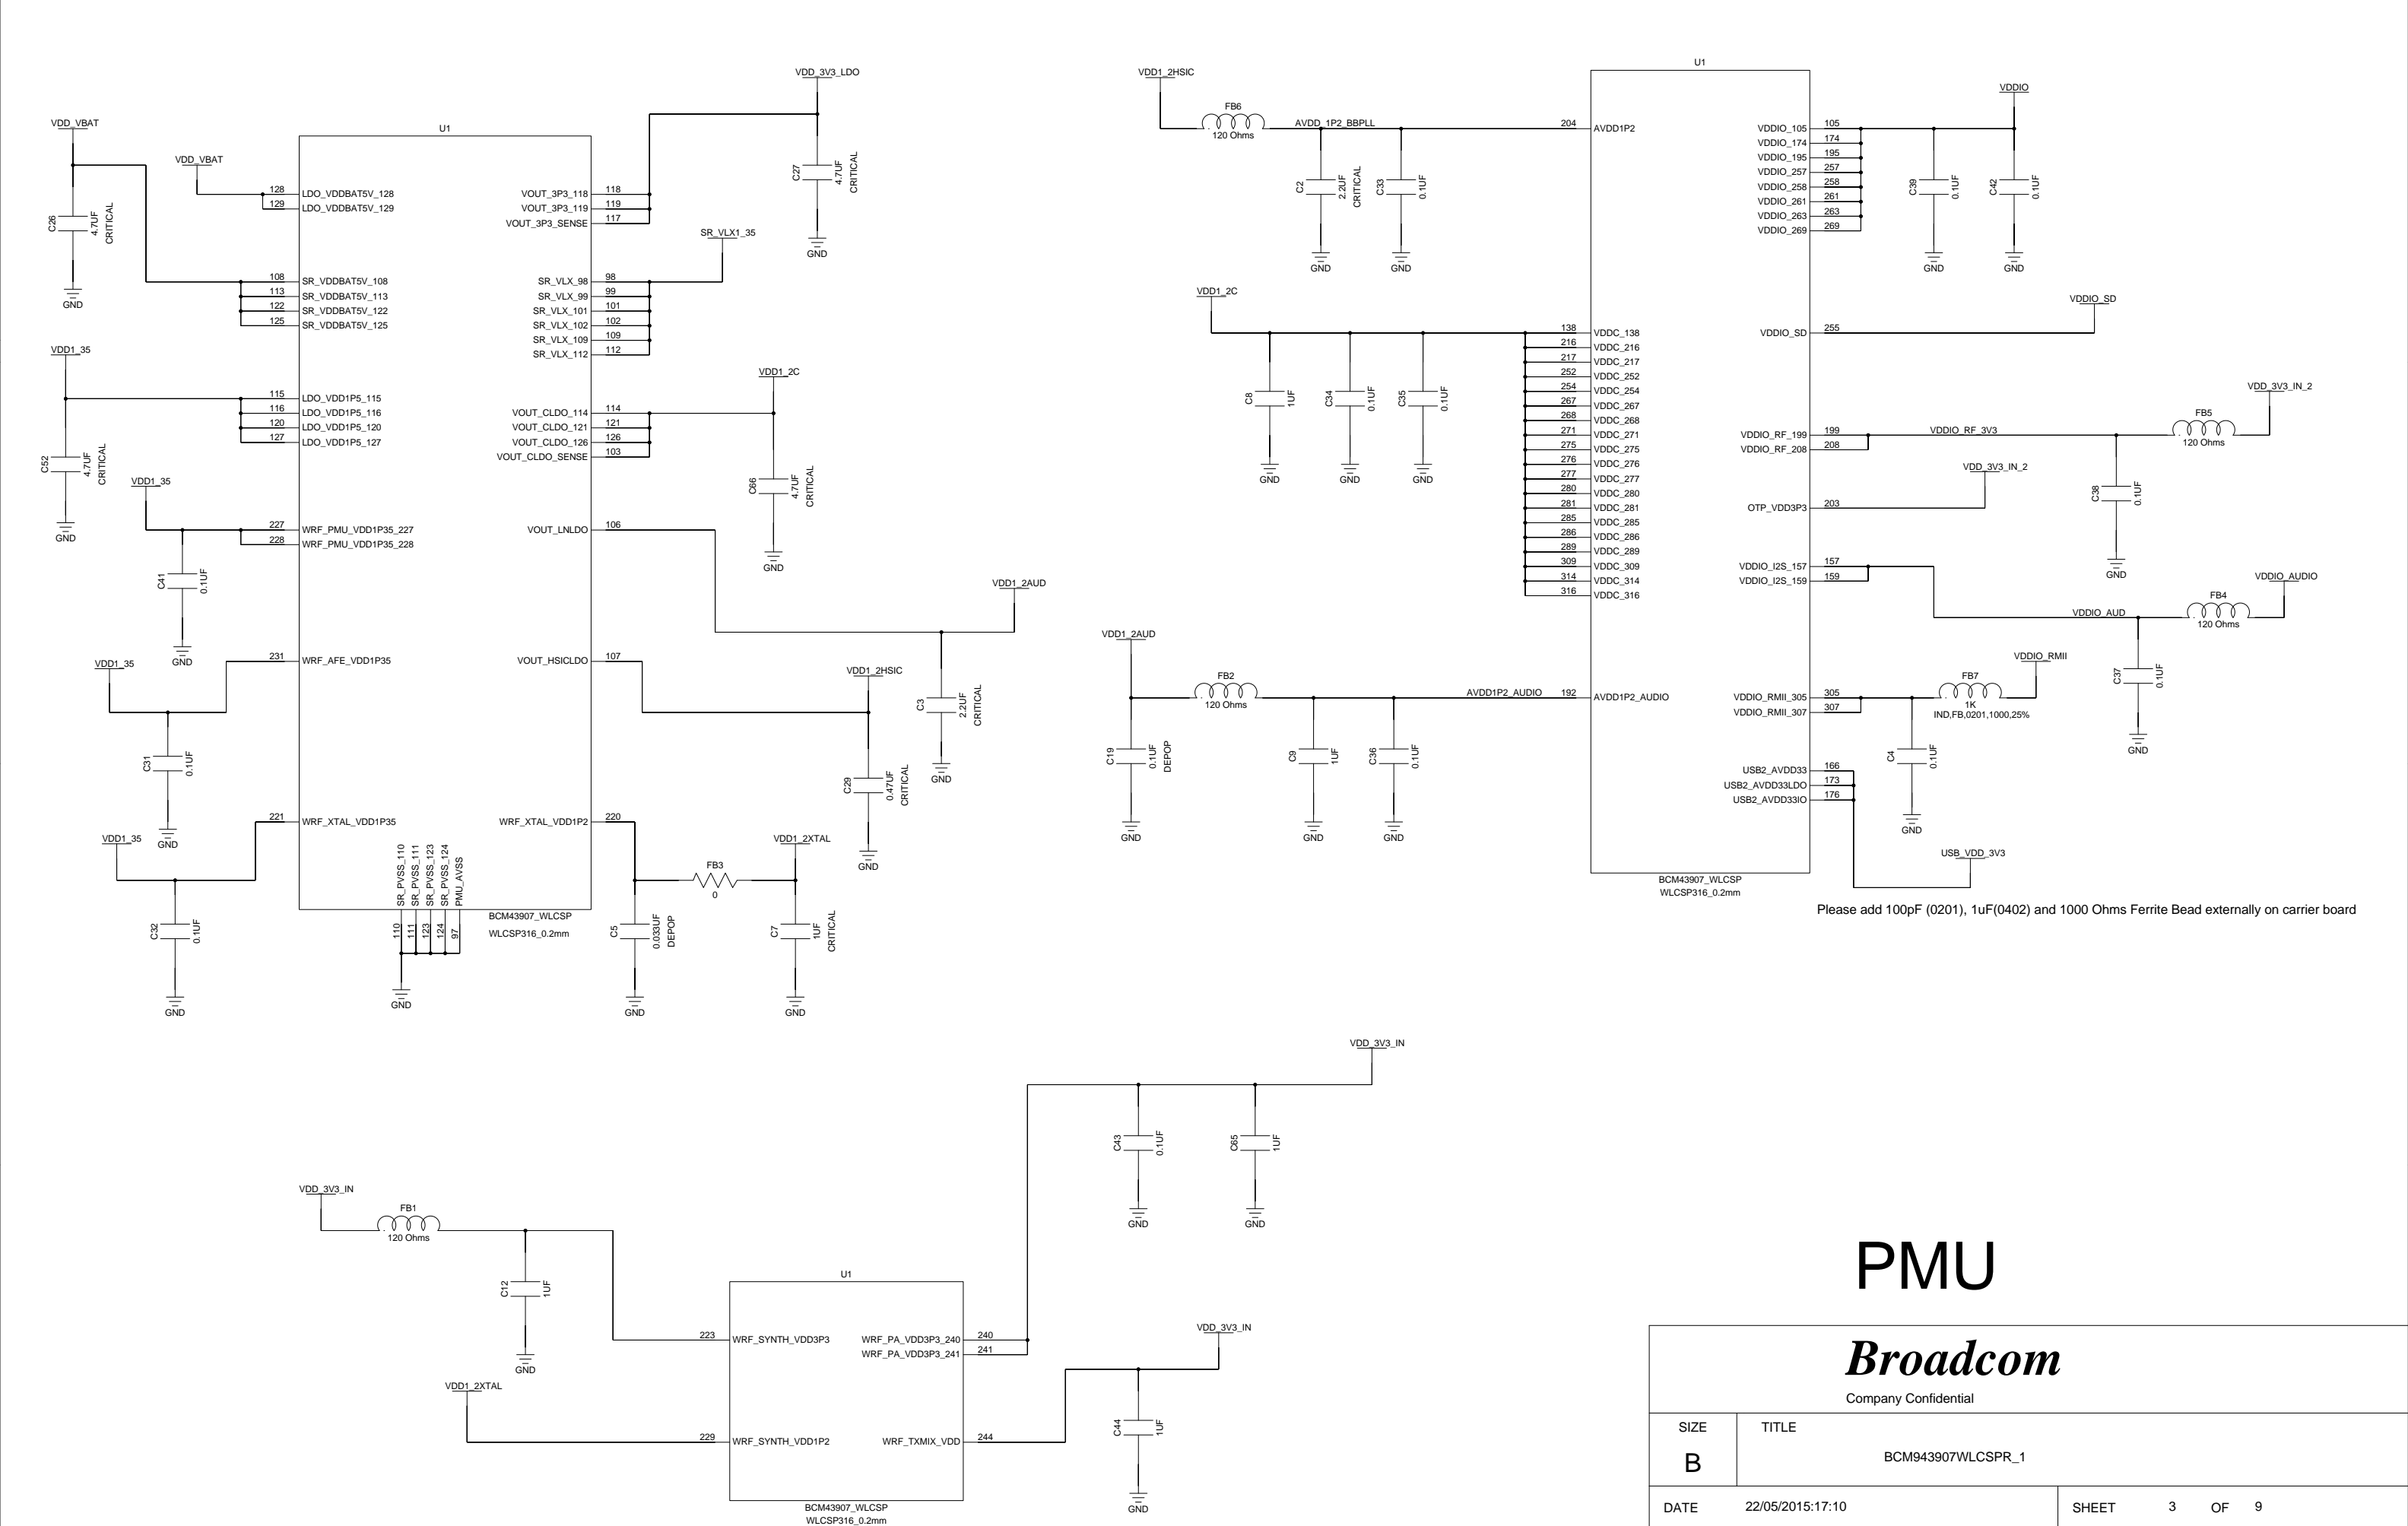 U1
VDD_VBAT
C26
4.7UF
CRITICAL
GND
VDD_VBAT
128 LDO_VDDBAT5V_128
129 LDO_VDDBAT5V_129
108 SR_VDDBAT5V_108
113 SR_VDDBAT5V_113
122 SR_VDDBAT5V_122
125 SR_VDDBAT5V_125
VDD1_35
115 LDO_VDD1P5_115
116 LDO_VDD1P5_116
120 LDO_VDD1P5_120
127 LDO_VDD1P5_127
C52
4.7UF
CRITICAL
GND
VDD1_35
227 WRF_PMU_VDD1P35_227
228 WRF_PMU_VDD1P35_228
C41
0.1UF
GND
VDD1_35
231 WRF_AFE_VDD1P35
C31
0.1UF
GND
VDD1_35
221 WRF_XTAL_VDD1P35
C32
0.1UF
GND
SR_PVSS_110 110
SR_PVSS_111 111
SR_PVSS_123 123
SR_PVSS_124 124
PMU_AVSS 97
GND
BCM43907_WLCSP
WLCSP316_0.2mm
VDD_3V3_LDO
C27
4.7UF
CRITICAL
GND
VOUT_3P3_118 118
VOUT_3P3_119 119
VOUT_3P3_SENSE 117
SR_VLX1_35
SR_VLX_98 98
SR_VLX_99 99
SR_VLX_101 101
SR_VLX_102 102
SR_VLX_109 109
SR_VLX_112 112
VDD1_2C
VOUT_CLDO_114 114
VOUT_CLDO_121 121
VOUT_CLDO_126 126
VOUT_CLDO_SENSE 103
C66
4.7UF
CRITICAL
GND
VOUT_LNLDO 106
VDD1_2AUD
C3
2.2UF
CRITICAL
GND
VOUT_HSICLDO 107
VDD1_2HSIC
C29
0.47UF
CRITICAL
GND
WRF_XTAL_VDD1P2 220
VDD1_2XTAL
FB3
0
C5
0.033UF
DEPOP
GND
C7
1UF
CRITICAL
GND
U1
VDD1_2HSIC
FB6
120 Ohms
AVDD_1P2_BBPLL
204 AVDD1P2
C2
2.2UF
CRITICAL
GND
C33
0.1UF
GND
VDD1_2C
C8
1UF
GND
C34
0.1UF
GND
C35
0.1UF
GND
138 VDDC_138
216 VDDC_216
217 VDDC_217
252 VDDC_252
254 VDDC_254
267 VDDC_267
268 VDDC_268
271 VDDC_271
275 VDDC_275
276 VDDC_276
277 VDDC_277
280 VDDC_280
281 VDDC_281
285 VDDC_285
286 VDDC_286
289 VDDC_289
309 VDDC_309
314 VDDC_314
316 VDDC_316
VDD1_2AUD
FB2
120 Ohms
AVDD1P2_AUDIO 192 AVDD1P2_AUDIO
C19
0.1UF
DEPOP
GND
C9
1UF
GND
C36
0.1UF
GND
VDDIO
VDDIO_105 105
VDDIO_174 174
VDDIO_195 195
VDDIO_257 257
VDDIO_258 258
VDDIO_261 261
VDDIO_263 263
VDDIO_269 269
C39
0.1UF
GND
C42
0.1UF
GND
VDDIO_SD
VDDIO_SD 255
VDD_3V3_IN_2
FB5
120 Ohms
VDDIO_RF_3V3
VDDIO_RF_199 199
VDDIO_RF_208 208
C38
0.1UF
GND
VDD_3V3_IN_2
OTP_VDD3P3 203
VDDIO_I2S_157 157
VDDIO_I2S_159 159
VDDIO_AUDIO
FB4
120 Ohms
VDDIO_AUD
C37
0.1UF
GND
VDDIO_RMII
FB7
1K
IND,FB,0201,1000,25%
VDDIO_RMII_305 305
VDDIO_RMII_307 307
C4
0.1UF
GND
USB2_AVDD33 166
USB2_AVDD33LDO 173
USB2_AVDD33IO 176
USB_VDD_3V3
BCM43907_WLCSP
WLCSP316_0.2mm
Please add 100pF (0201), 1uF(0402) and 1000 Ohms Ferrite Bead externally on carrier board
VDD_3V3_IN
C43
0.1UF
GND
C65
1UF
GND
VDD_3V3_IN
FB1
120 Ohms
C12
1UF
GND
U1
223 WRF_SYNTH_VDD3P3
WRF_PA_VDD3P3_240 240
WRF_PA_VDD3P3_241 241
VDD1_2XTAL
229 WRF_SYNTH_VDD1P2
WRF_TXMIX_VDD 244
VDD_3V3_IN
C44
1UF
GND
BCM43907_WLCSP
WLCSP316_0.2mm
PMU
Broadcom
Company Confidential
SIZE TITLE
B BCM943907WLCSPR_1
DATE 22/05/2015:17:10 SHEET 3 OF 9